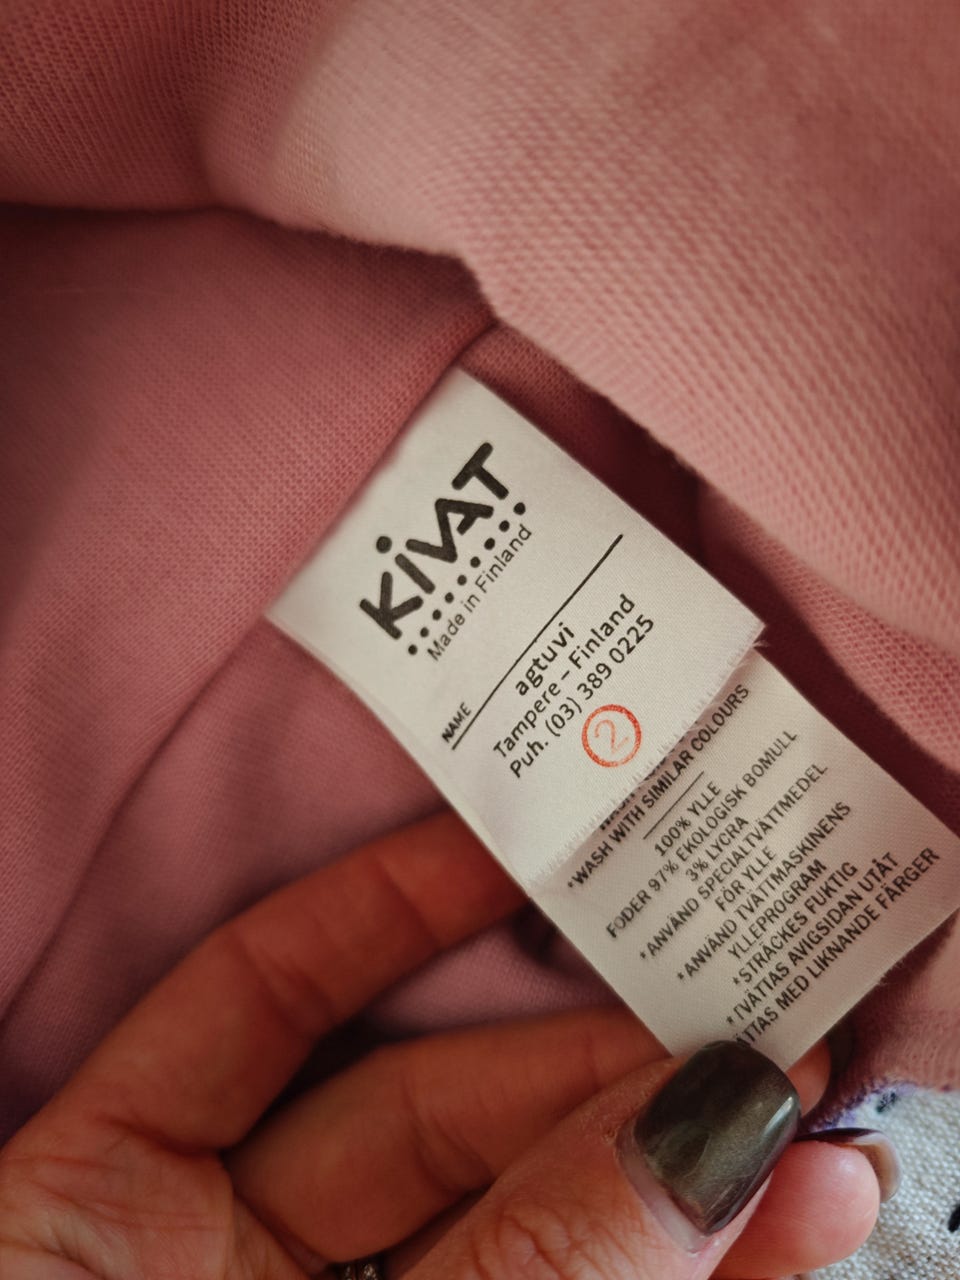 KiVAT
Made in Finland
NAME
agtuvi
Tampere – Finland
Puh. (03) 389 0225
2
*WASH WITH SIMILAR COLOURS
100% YLLE
FODER 97% EKOLOGISK BOMULL
3% LYCRA
*ANVÄND SPECIALTVÄTTMEDEL
FÖR YLLE
*ANVÄND TVÄTTMASKINENS
YLLEPROGRAM
*STRÄCKES FUKTIG
*TVÄTTAS AVIGSIDAN UTÅT
MED LIKNANDE FÄRGER